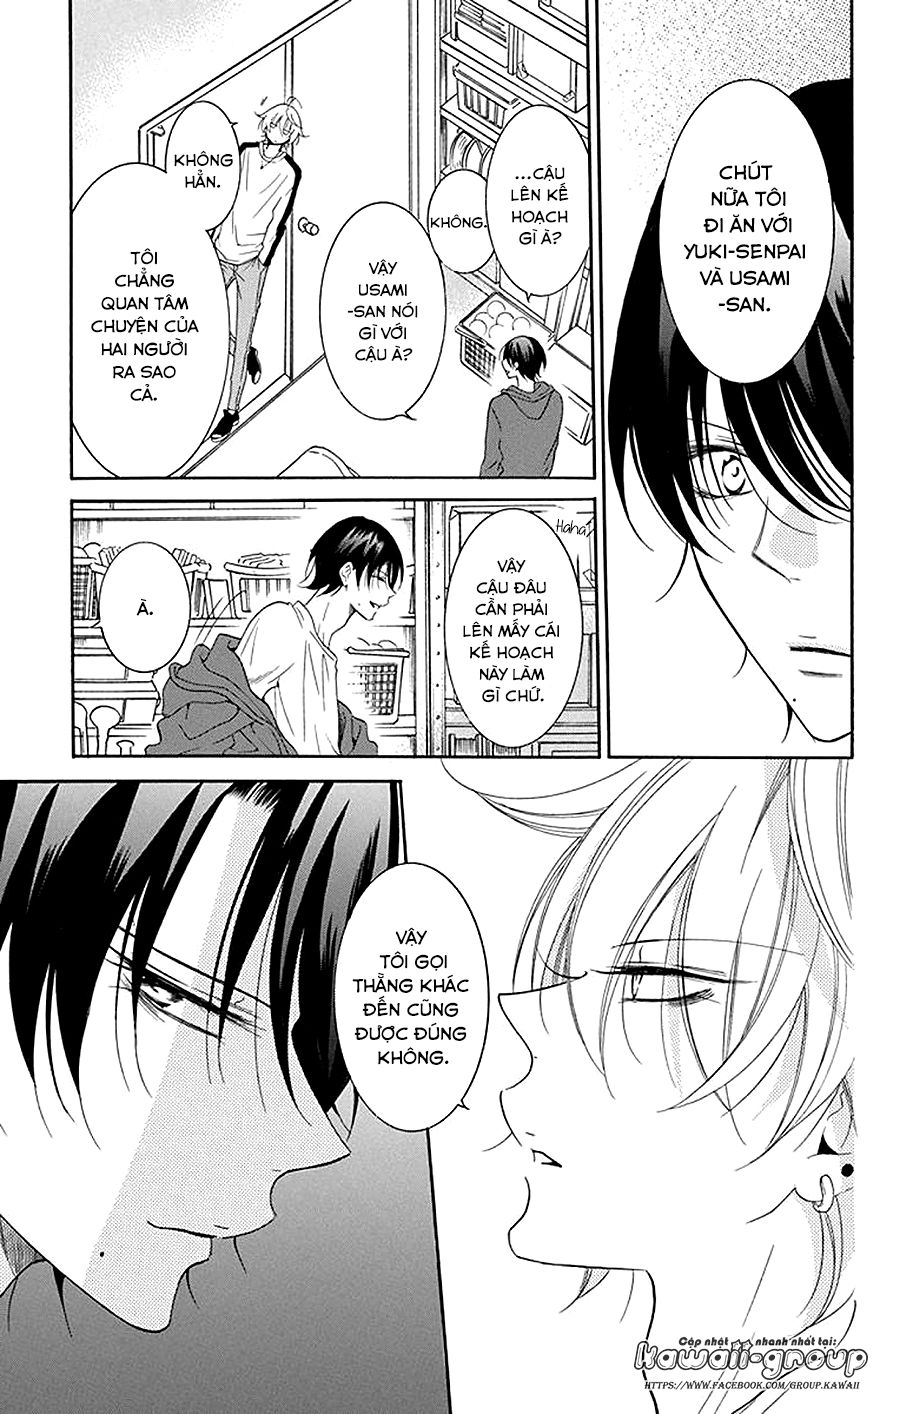 CHÚT
NỮA TÔI
ĐI ĂN VỚI
YUKI-SENPAI
VÀ USAMI
-SAN.
...CẬU
LÊN KẾ
HOẠCH
GÌ À?
KHÔNG.
VẬY
USAMI
-SAN NÓI
GÌ VỚI
CẬU À?
KHÔNG
HẲN.
TÔI
CHẲNG
QUAN TÂM
CHUYỆN CỦA
HAI NGƯỜI
RA SAO
CẢ.
Haha?
VẬY
CẬU ĐÂU
CẦN PHẢI
LÊN MẤY CÁI
KẾ HOẠCH
NÀY LÀM
GÌ CHỨ.
À.
VẬY
TÔI GỌI
THẰNG KHÁC
ĐẾN CŨNG
ĐƯỢC ĐÚNG
KHÔNG.
Cập nhật nhanh nhất tại:
kawaii-group
HTTPS://WWW.FACEBOOK.COM/GROUP.KAWAII